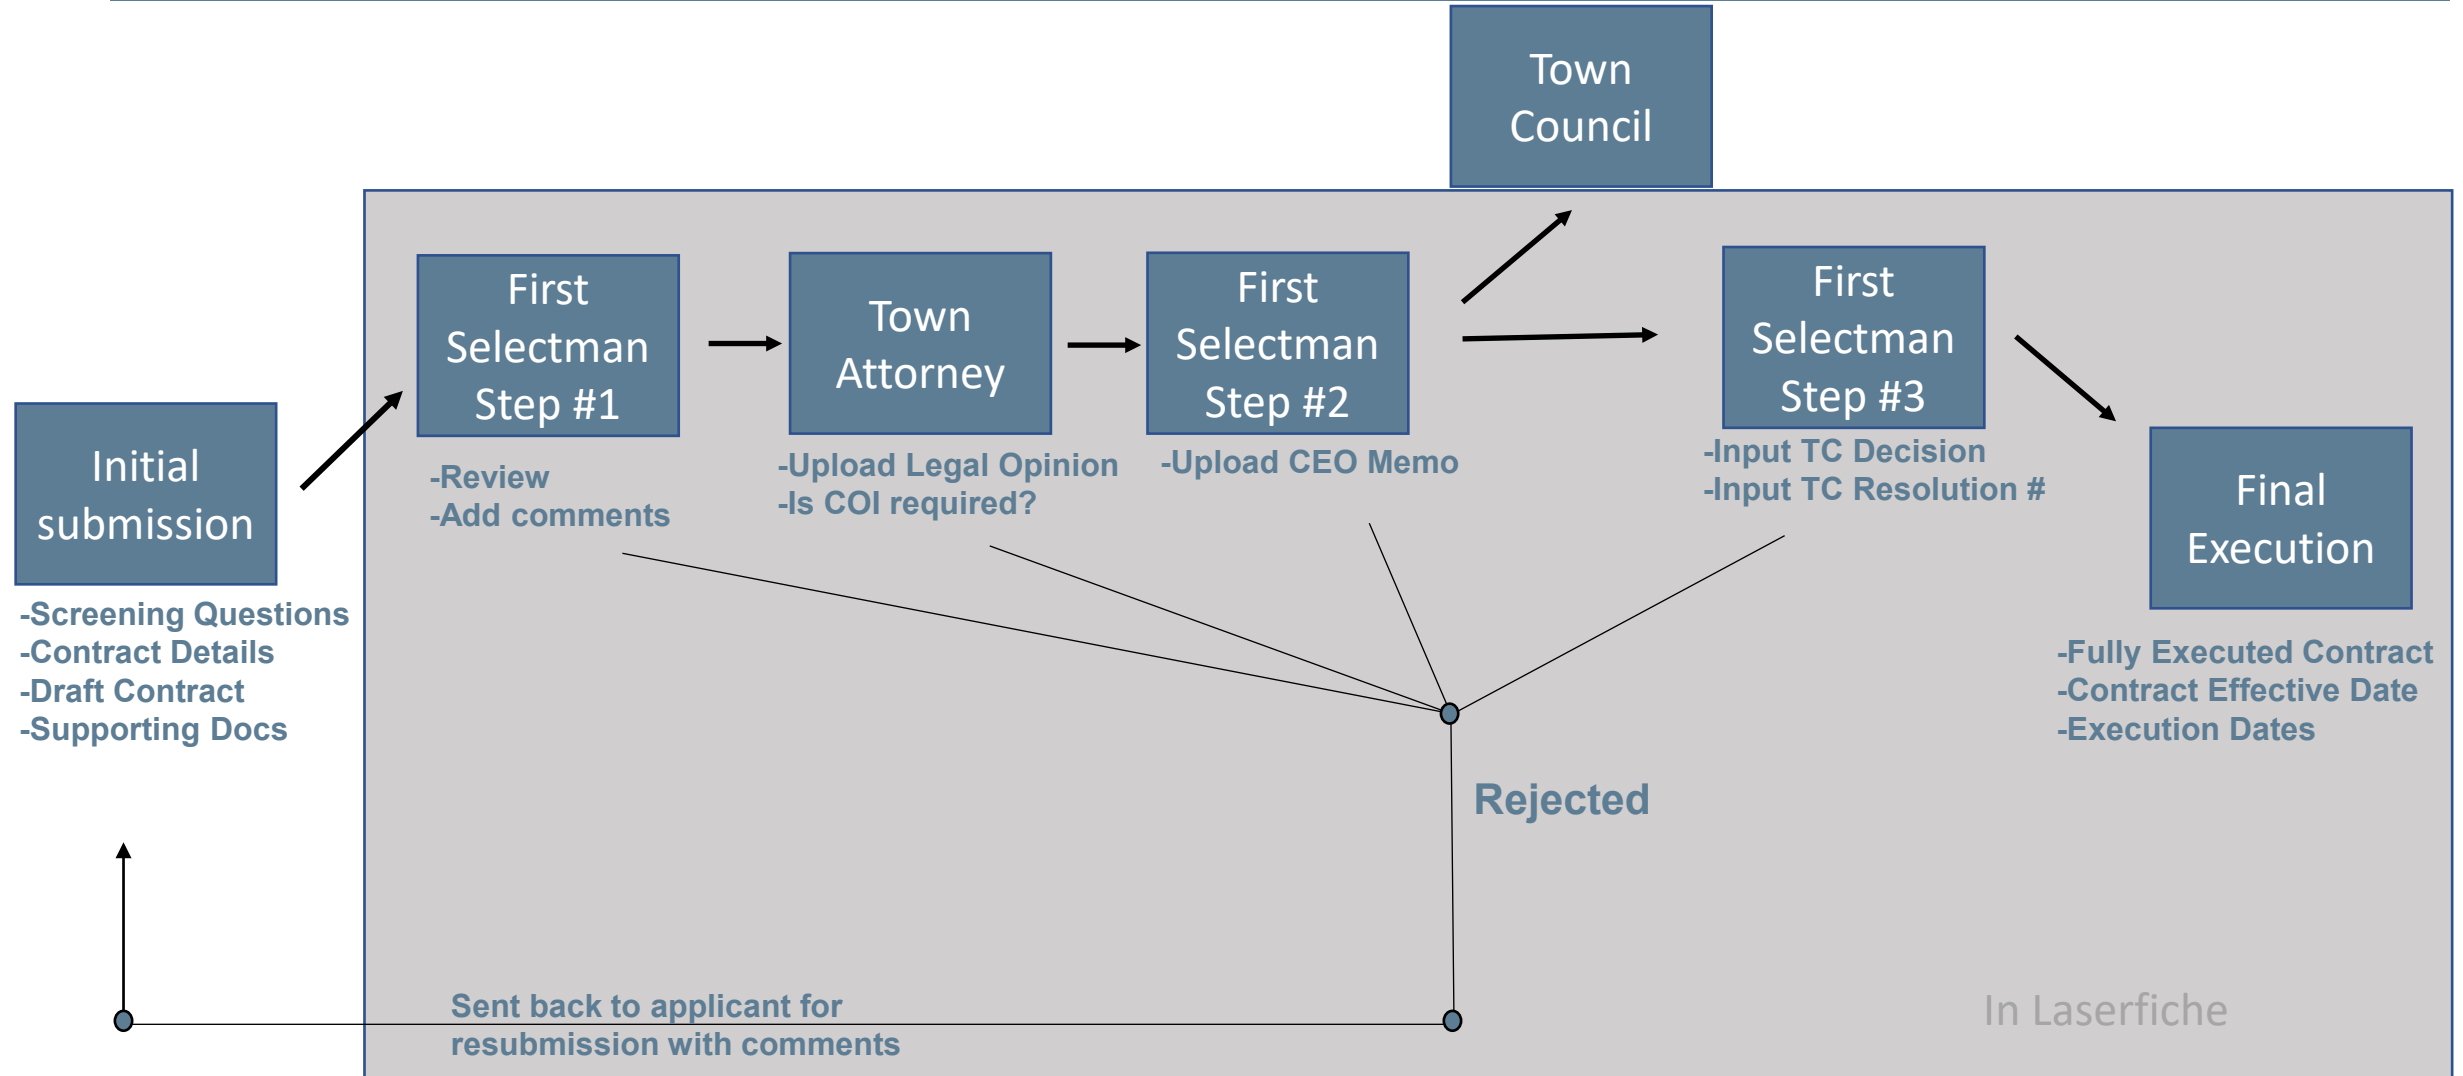 Town
Council
First
Selectman
Step #1
Town
Attorney
First
Selectman
Step #2
First
Selectman
Step #3
Initial
submission
Final
Execution
-Review
-Add comments
-Upload Legal Opinion
-Is COI required?
-Upload CEO Memo
-Input TC Decision
-Input TC Resolution #
-Screening Questions
-Contract Details
-Draft Contract
-Supporting Docs
-Fully Executed Contract
-Contract Effective Date
-Execution Dates
Rejected
Sent back to applicant for
resubmission with comments
In Laserfiche